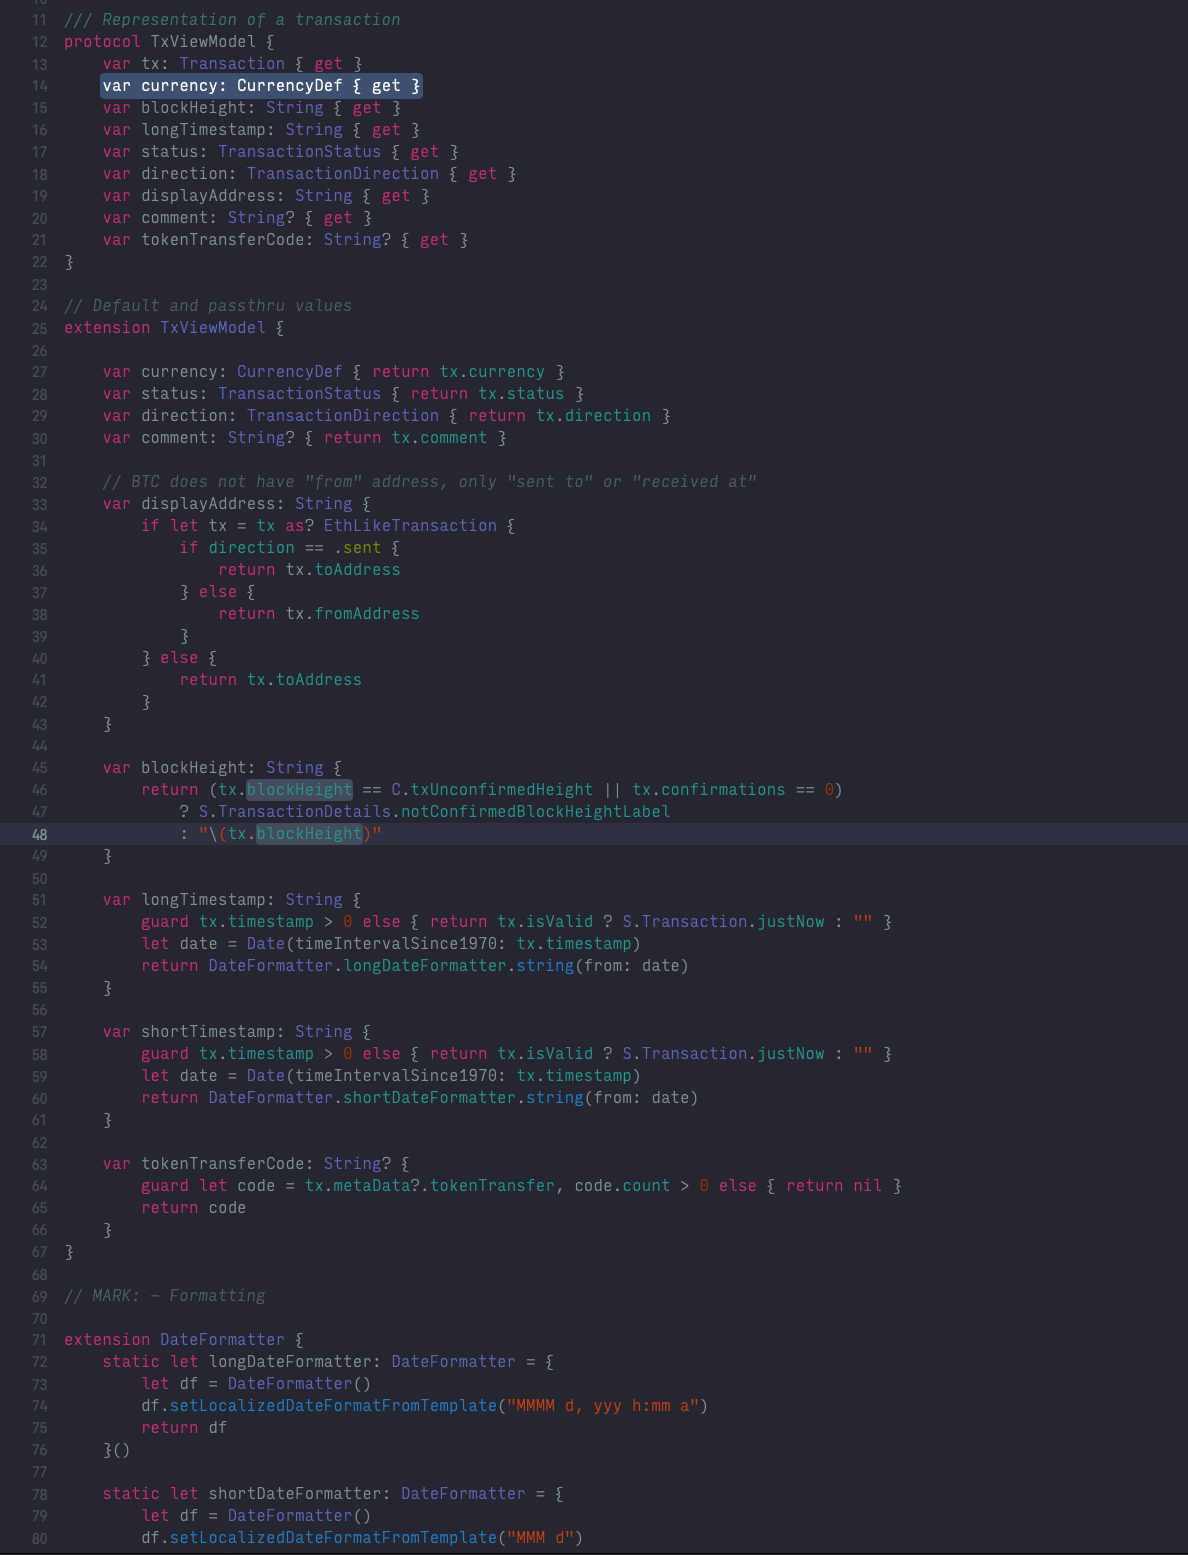 10
11 /// Representation of a transaction
12 protocol TxViewModel {
13     var tx: Transaction { get }
14     var currency: CurrencyDef { get }
15     var blockHeight: String { get }
16     var longTimestamp: String { get }
17     var status: TransactionStatus { get }
18     var direction: TransactionDirection { get }
19     var displayAddress: String { get }
20     var comment: String? { get }
21     var tokenTransferCode: String? { get }
22 }
23
24 // Default and passthru values
25 extension TxViewModel {
26
27     var currency: CurrencyDef { return tx.currency }
28     var status: TransactionStatus { return tx.status }
29     var direction: TransactionDirection { return tx.direction }
30     var comment: String? { return tx.comment }
31
32     // BTC does not have "from" address, only "sent to" or "received at"
33     var displayAddress: String {
34         if let tx = tx as? EthLikeTransaction {
35             if direction == .sent {
36                 return tx.toAddress
37             } else {
38                 return tx.fromAddress
39             }
40         } else {
41             return tx.toAddress
42         }
43     }
44
45     var blockHeight: String {
46         return (tx.blockHeight == C.txUnconfirmedHeight || tx.confirmations == 0)
47             ? S.TransactionDetails.notConfirmedBlockHeightLabel
48             : "\(tx.blockHeight)"
49     }
50
51     var longTimestamp: String {
52         guard tx.timestamp > 0 else { return tx.isValid ? S.Transaction.justNow : "" }
53         let date = Date(timeIntervalSince1970: tx.timestamp)
54         return DateFormatter.longDateFormatter.string(from: date)
55     }
56
57     var shortTimestamp: String {
58         guard tx.timestamp > 0 else { return tx.isValid ? S.Transaction.justNow : "" }
59         let date = Date(timeIntervalSince1970: tx.timestamp)
60         return DateFormatter.shortDateFormatter.string(from: date)
61     }
62
63     var tokenTransferCode: String? {
64         guard let code = tx.metaData?.tokenTransfer, code.count > 0 else { return nil }
65         return code
66     }
67 }
68
69 // MARK: - Formatting
70
71 extension DateFormatter {
72     static let longDateFormatter: DateFormatter = {
73         let df = DateFormatter()
74         df.setLocalizedDateFormatFromTemplate("MMMM d, yyy h:mm a")
75         return df
76     }()
77
78     static let shortDateFormatter: DateFormatter = {
79         let df = DateFormatter()
80         df.setLocalizedDateFormatFromTemplate("MMM d")